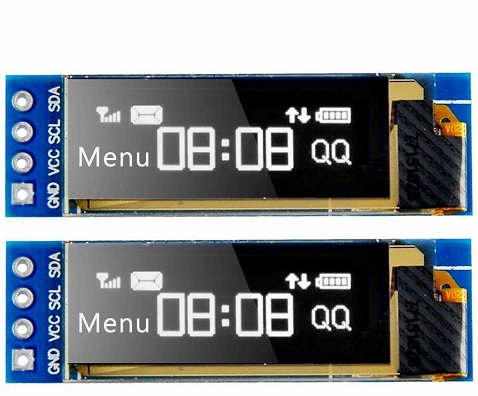 SDA
SCL
VCC
GND
Menu 08:08 QQ
SDA
SCL
VCC
GND
Menu 08:08 QQ